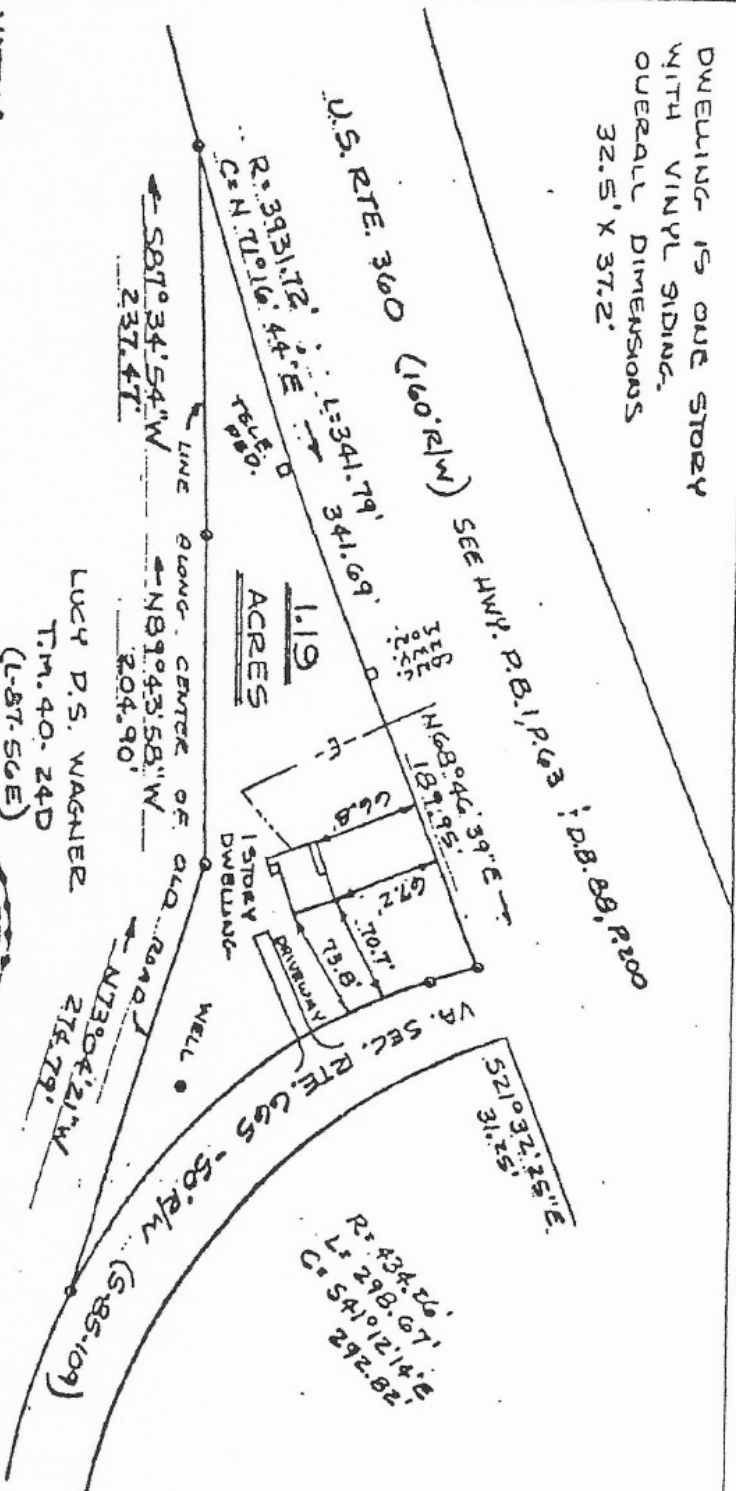 DWELLING IS ONE STORY
WITH VINYL SIDING.
OVERALL DIMENSIONS
32.5' X 37.2'
U.S. RTE. 360 (160' R/W) SEE HWY. P.B.1, P.63 ; D.B. 88, P.200
R= 3931.72' L=341.79'
C= N 71°16'44"E 341.69'
TELE.
PED.
N68°46'39"E
189.95'
1.19
ACRES
E
66.8
67.2
70.7'
73.8'
1 STORY
DWELLING
DRIVEWAY
WELL
S21°32'25"E
31.25'
VA. SEC. RTE. 665 - 50' R/W (S-85-109)
R= 434.26'
L= 298.67'
C= S41°12'14"E
292.82'
S87°34'54"W
237.47'
LINE ALONG CENTER OF OLD ROAD
N89°43'58"W
204.90'
N73°04'21"W
274.79'
LUCY D.S. WAGNER
T.M. 40-24D
(L-87-56E)